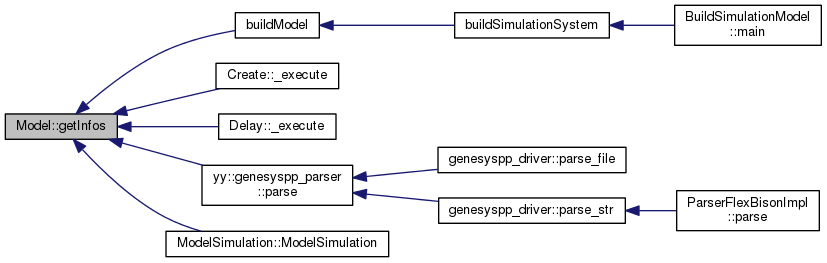 buildModel
buildSimulationSystem
BuildSimulationModel
::main
Create::_execute
Model::getInfos
Delay::_execute
yy::genesyspp_parser
::parse
genesyspp_driver::parse_file
genesyspp_driver::parse_str
ParserFlexBisonImpl
::parse
ModelSimulation::ModelSimulation